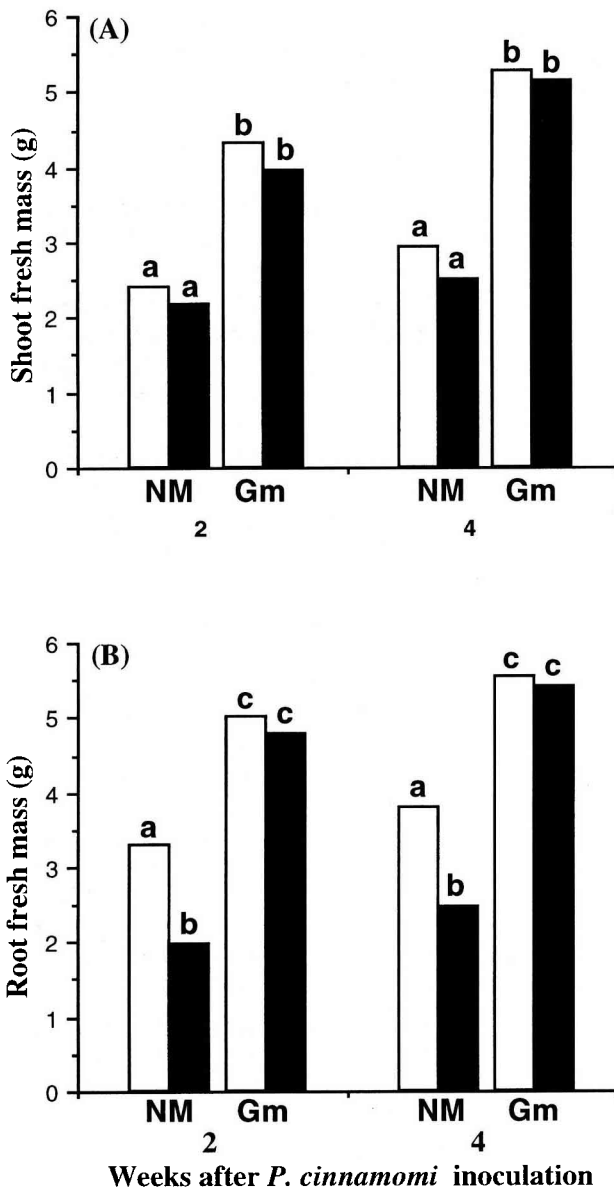 (A)
Shoot fresh mass (g)
6
5
4
3
2
1
0
a
a
b
b
a
a
b
b
NM Gm NM Gm
2 4
(B)
Root fresh mass (g)
6
5
4
3
2
1
0
a
b
c
c
a
b
c
c
NM Gm NM Gm
2 4
Weeks after P. cinnamomi inoculation